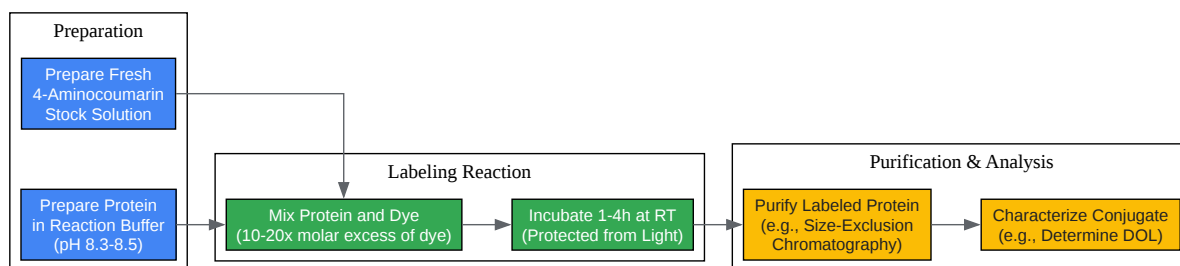 Preparation
Prepare Fresh
4-Aminocoumarin
Stock Solution
Prepare Protein
in Reaction Buffer
(pH 8.3-8.5)
Labeling Reaction
Mix Protein and Dye
(10-20x molar excess of dye)
Incubate 1-4h at RT
(Protected from Light)
Purification & Analysis
Purify Labeled Protein
(e.g., Size-Exclusion
Chromatography)
Characterize Conjugate
(e.g., Determine DOL)